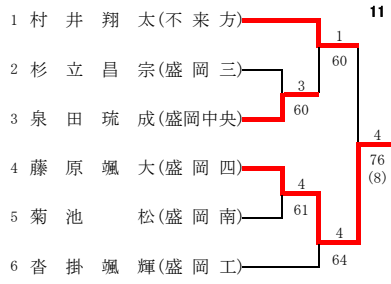 11
1 村井翔太(不来方)
1
60
2 杉立昌宗(盛岡三)
3
60
3 泉田琉成(盛岡中央)
4
76
(8)
4 藤原颯大(盛岡四)
4
61
5 菊池松(盛岡南)
4
64
6 沓掛颯輝(盛岡工)